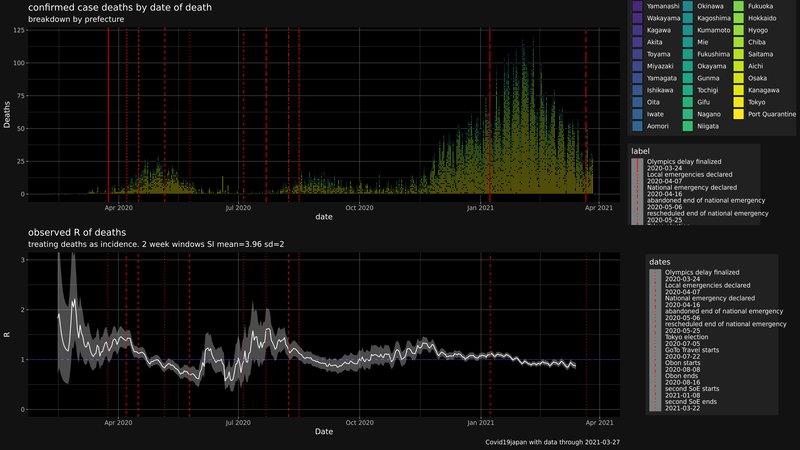 confirmed case deaths by date of death
breakdown by prefecture
125
100
75
50
25
0
Deaths
Apr 2020
Jul 2020
Oct 2020
Jan 2021
Apr 2021
date
Yamanashi
Wakayama
Kagawa
Akita
Toyama
Miyazaki
Yamagata
Ishikawa
Oita
Iwate
Aomori
Okinawa
Kagoshima
Kumamoto
Mie
Fukushima
Okayama
Gunma
Tochigi
Gifu
Nagano
Niigata
Fukuoka
Hokkaido
Hyogo
Chiba
Saitama
Aichi
Osaka
Kanagawa
Tokyo
Port Quarantine
label
Olympics delay finalized
2020-03-24
Local emergencies declared
2020-04-07
National emergency declared
2020-04-16
abandoned end of national emergency
2020-05-06
rescheduled end of national emergency
2020-05-25
observed R of deaths
treating deaths as incidence. 2 week windows SI mean=3.96 sd=2
3
2
1
0
R
Apr 2020
Jul 2020
Oct 2020
Jan 2021
Apr 2021
Date
dates
Olympics delay finalized
2020-03-24
Local emergencies declared
2020-04-07
National emergency declared
2020-04-16
abandoned end of national emergency
2020-05-06
rescheduled end of national emergency
2020-05-25
Tokyo election
2020-07-05
GoTo Travel starts
2020-07-22
Obon starts
2020-08-08
Obon ends
2020-08-16
second SoE starts
2021-01-08
second SoE ends
2021-03-22
Covid19japan with data through 2021-03-27